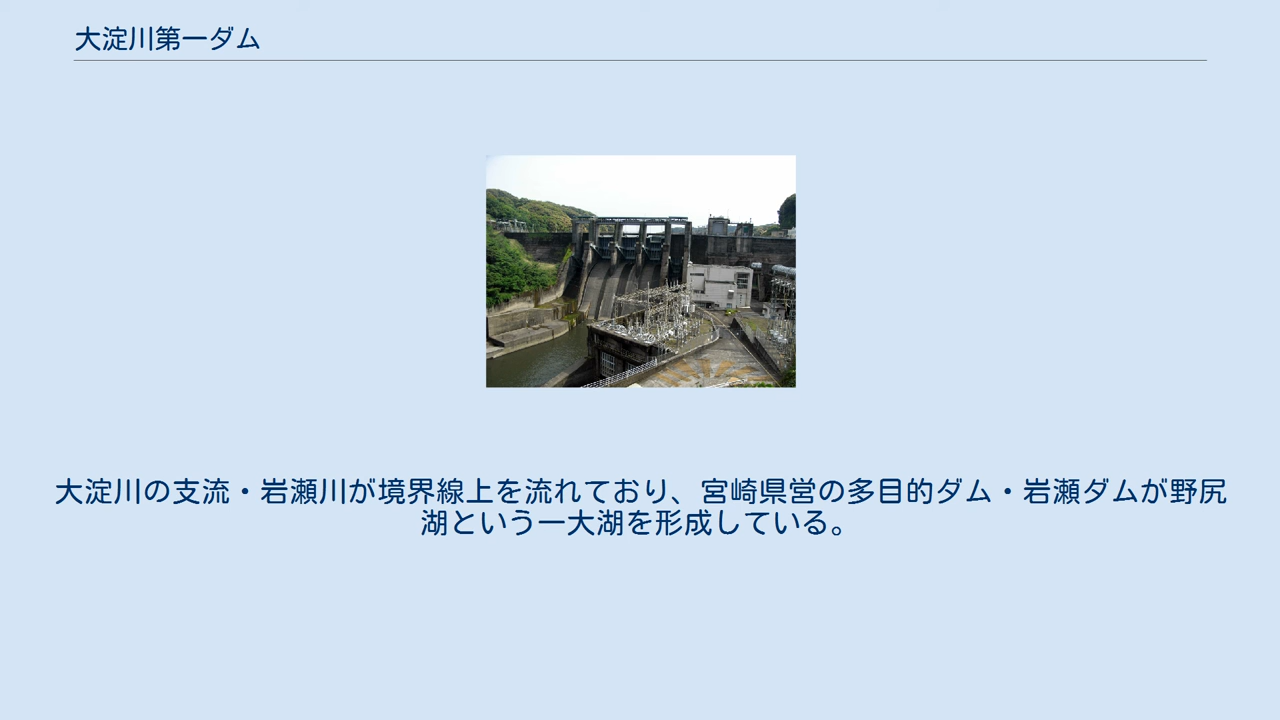 大淀川第一ダム
大淀川の支流・岩瀬川が境界線上を流れており、宮崎県営の多目的ダム・岩瀬ダムが野尻
湖という一大湖を形成している。